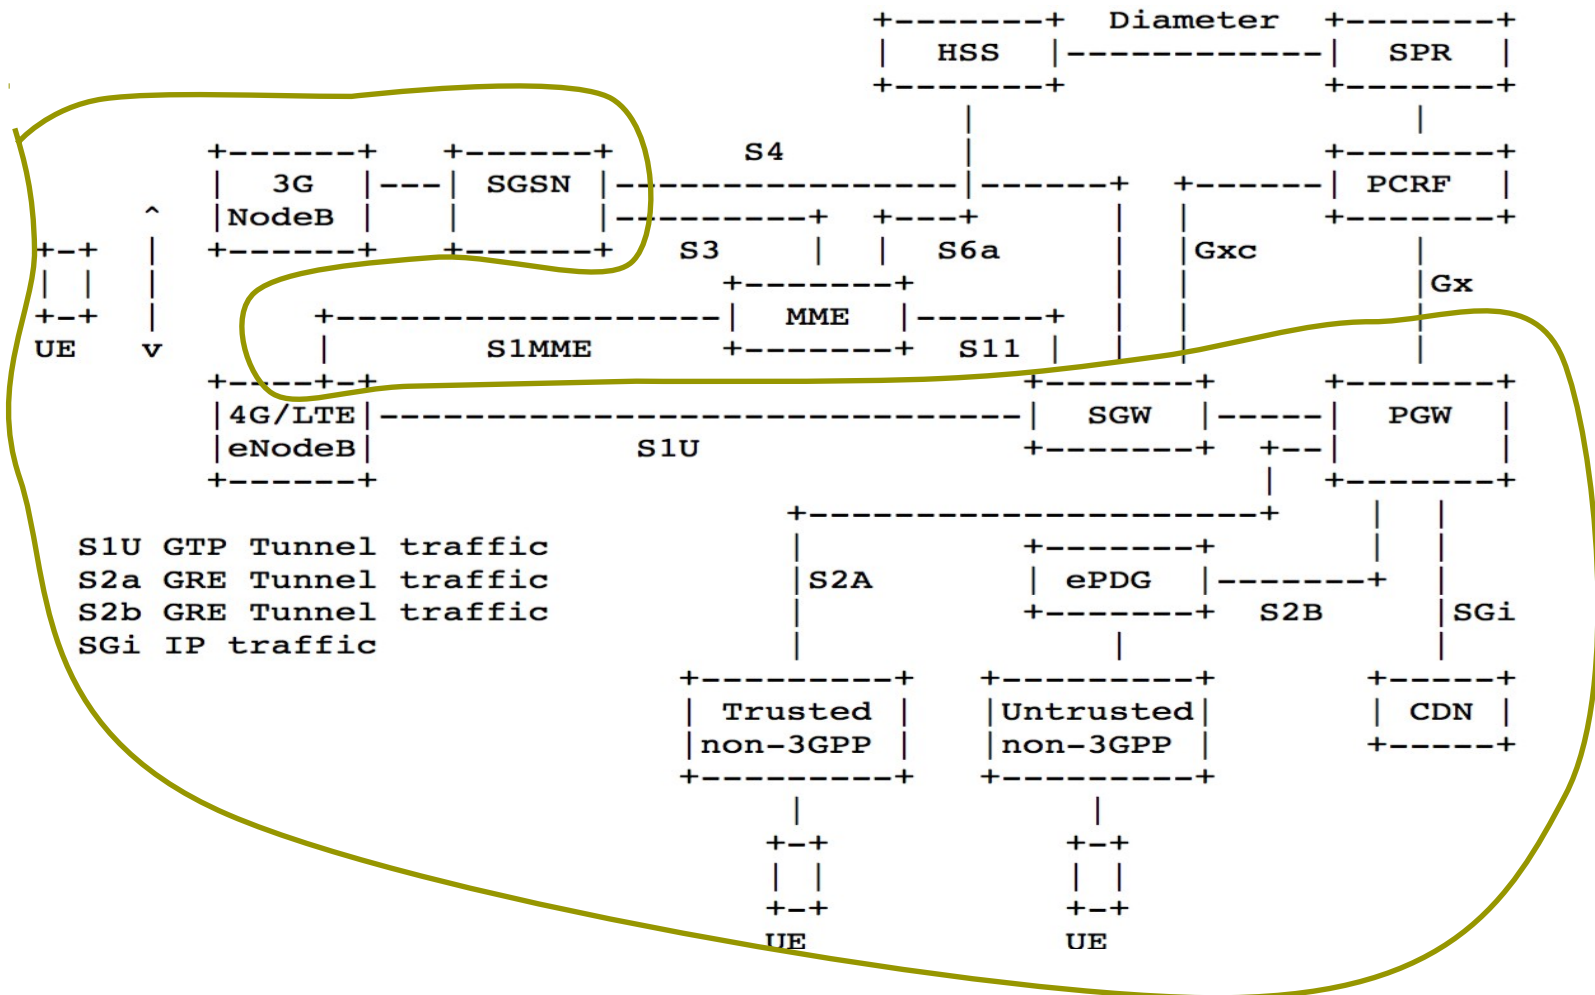 +-------+ Diameter +-------+
| HSS |------------| SPR |
+-------+ +-------+
| |
+------+ +------+ S4 | +-------+
| 3G |---| SGSN |----------------|------+ +------| PCRF |
^ |NodeB | | |---------+ +---+ | | +-------+
+-+ | +------+ +------+ S3 | | S6a | |Gxc |
| | | +-------+ | | |Gx
+-+ | +------------------| MME |------+ | | |
UE v | S1MME +-------+ S11 | | | |
+----+-+-+ +-------+ +-------+
|4G/LTE|------------------------------| SGW |-----| PGW |
|eNodeB| S1U +-------+ +--| |
+------+ | +-------+
+---------------------+ | |
S1U GTP Tunnel traffic | +-------+ | |
S2a GRE Tunnel traffic |S2A | ePDG |-------+ |
S2b GRE Tunnel traffic | +-------+ S2B |SGi
SGi IP traffic | | |
+---------+ +---------+ +-----+
| Trusted | |Untrusted| | CDN |
|non-3GPP | |non-3GPP | +-----+
+---------+ +---------+
| |
+-+ +-+
| | | |
+-+ +-+
UE UE